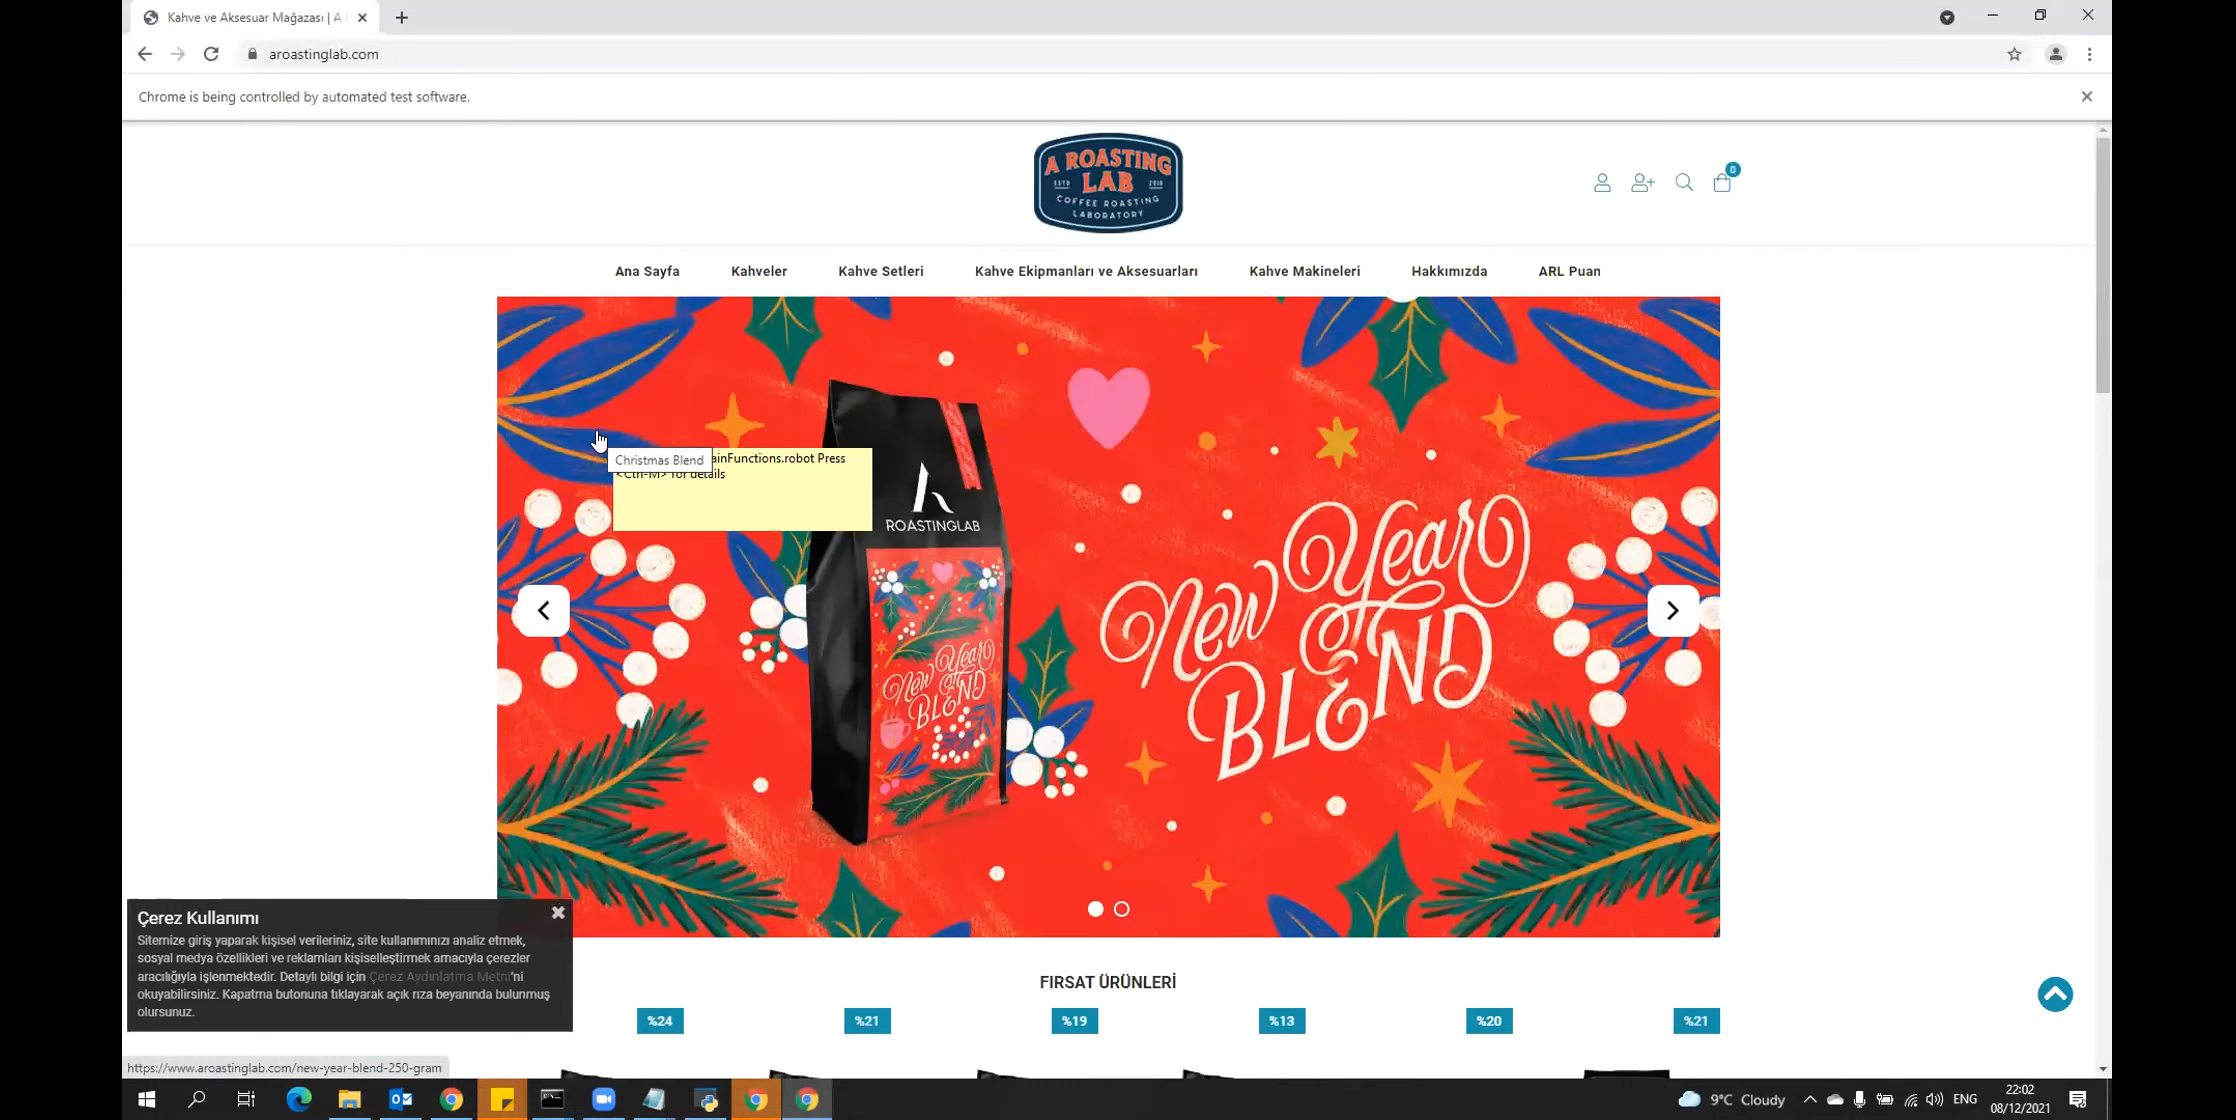 Kahve ve Aksesuar Mağazası | A
aroastinglab.com
Chrome is being controlled by automated test software.
A ROASTING
LAB
ESTD 2018
COFFEE ROASTING
LABORATORY
0
Ana Sayfa Kahveler Kahve Setleri Kahve Ekipmanları ve Aksesuarları Kahve Makineleri Hakkımızda ARL Puan
Christmas Blend
ainFunctions.robot Press
<Ctrl-M> for details
ROASTINGLAB
New Year
BLEND
New Year
BLEND
Çerez Kullanımı
Sitemize giriş yaparak kişisel verileriniz, site kullanımınızı analiz etmek,
sosyal medya özellikleri ve reklamları kişiselleştirmek amacıyla çerezler
aracılığıyla işlenmektedir. Detaylı bilgi için Çerez Aydınlatma Metni'ni
okuyabilirsiniz. Kapatma butonuna tıklayarak açık rıza beyanında bulunmuş
olursunuz.
FIRSAT ÜRÜNLERİ
%24 %21 %19 %13 %20 %21
https://www.aroastinglab.com/new-year-blend-250-gram
9°C Cloudy
ENG
22:02
08/12/2021